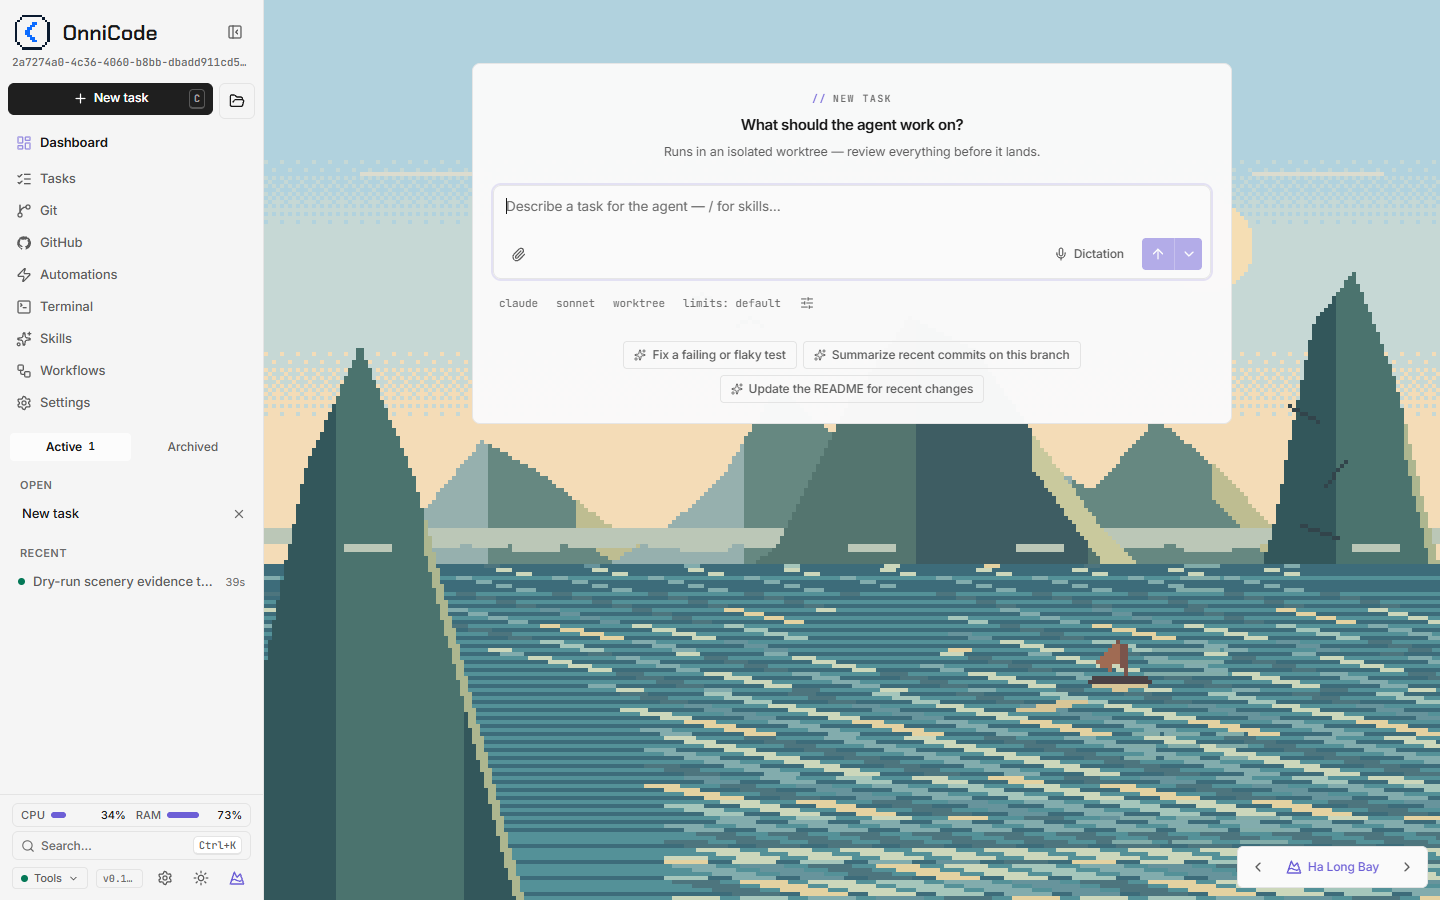 OnniCode
2a7274a0-4c36-4060-b8bb-dbadd911cd5…
New task
C
Dashboard
Tasks
Git
GitHub
Automations
Terminal
Skills
Workflows
Settings
Active 1
Archived
OPEN
New task
RECENT
Dry-run scenery evidence t… 39s
CPU 34% RAM 73%
Search... Ctrl+K
Tools
v0.1…
// NEW TASK
What should the agent work on?
Runs in an isolated worktree — review everything before it lands.
Describe a task for the agent — / for skills...
Dictation
claude sonnet worktree limits: default
Fix a failing or flaky test
Summarize recent commits on this branch
Update the README for recent changes
Ha Long Bay